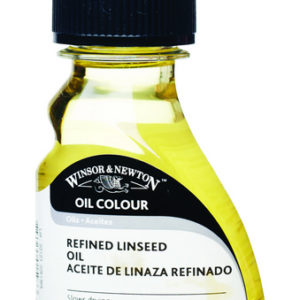 WINSOR & NEWTON
OIL COLOUR
Oils · Aceites
REFINED LINSEED
OIL
ACEITE DE LINAZA REFINADO